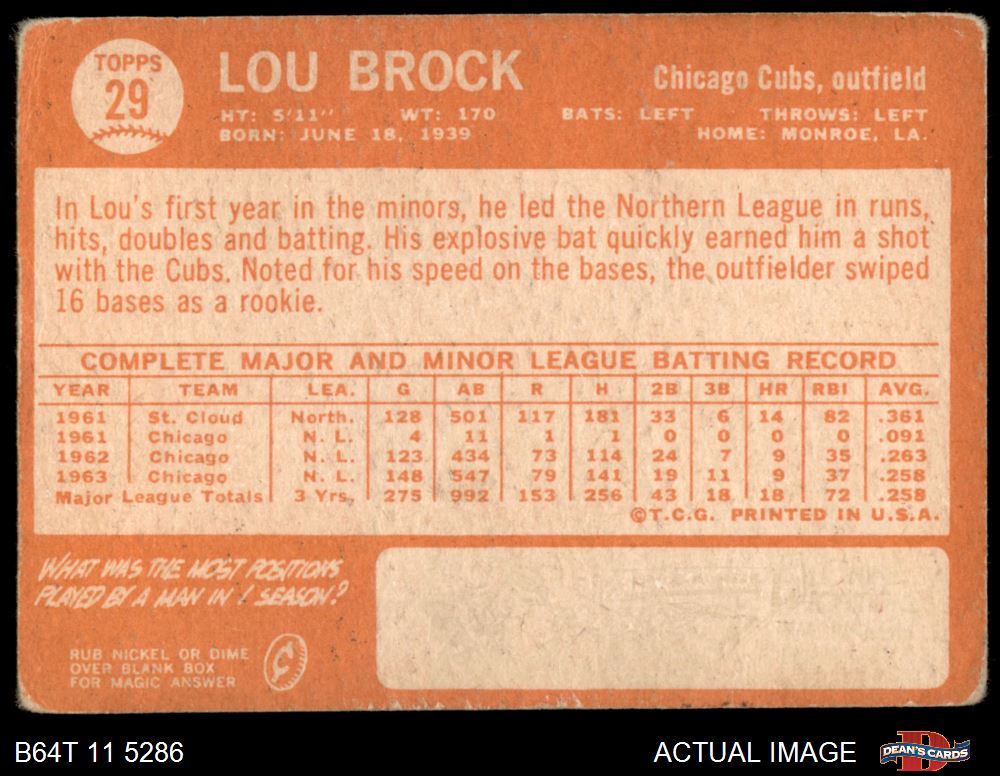 TOPPS
29
LOU BROCK
Chicago Cubs, outfield
HT: 5'11" WT: 170 BATS: LEFT THROWS: LEFT
BORN: JUNE 18, 1939 HOME: MONROE, LA.
In Lou's first year in the minors, he led the Northern League in runs,
hits, doubles and batting. His explosive bat quickly earned him a shot
with the Cubs. Noted for his speed on the bases, the outfielder swiped
16 bases as a rookie.
COMPLETE MAJOR AND MINOR LEAGUE BATTING RECORD
YEAR TEAM LEA. G AB R H 2B 3B HR RBI AVG.
1961 St. Cloud North. 128 501 117 181 33 6 14 82 .361
1961 Chicago N. L. 4 11 1 1 0 0 0 0 .091
1962 Chicago N. L. 123 434 73 114 24 7 9 35 .263
1963 Chicago N. L. 148 547 79 141 19 11 9 37 .258
Major League Totals 3 Yrs. 275 992 153 256 43 18 18 72 .258
©T.C.G. PRINTED IN U.S.A.
WHAT WAS THE MOST POSITIONS
PLAYED BY A MAN IN 1 SEASON?
RUB NICKEL OR DIME
OVER BLANK BOX
FOR MAGIC ANSWER
¢
B64T 11 5286
ACTUAL IMAGE
D
DEAN'S CARDS